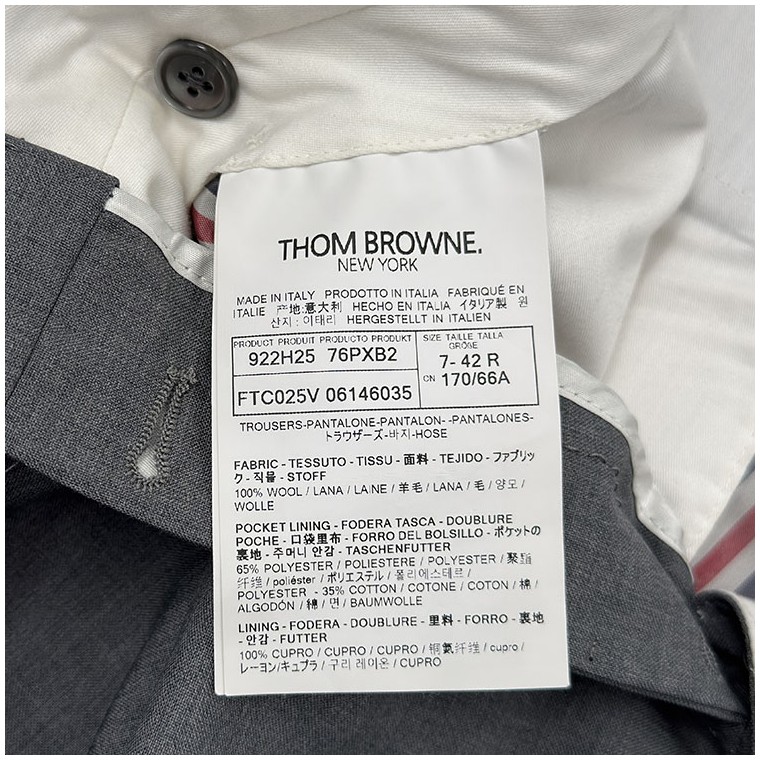 THOM BROWNE.
NEW YORK
MADE IN ITALY PRODOTTO IN ITALIA FABRIQUÉ EN
ITALIE 产地:意大利 HECHO EN ITALIA イタリア製 원
산지 : 이태리 HERGESTELLT IN ITALIEN
PRODUCT PRODUIT PRODUCTO PRODUKT
922H25 76PXB2
FTC025V 06146035
SIZE TAILLE TALLA
GRÖßE
7- 42 R
CN 170/66A
TROUSERS-PANTALONE-PANTALON- -PANTALONES-
トラウザーズ-바지-HOSE
FABRIC - TESSUTO - TISSU - 面料 - TEJIDO - ファブリッ
ク - 직물 - STOFF
100% WOOL / LANA / LAINE / 羊毛 / LANA / 毛 / 양모 /
WOLLE
POCKET LINING - FODERA TASCA - DOUBLURE
POCHE - 口袋里布 - FORRO DEL BOLSILLO - ポケットの
裏地 - 주머니 안감 - TASCHENFUTTER
65% POLYESTER / POLIESTERE / POLYESTER / 聚酯
纤维 / poliéster / ポリエステル / 폴리에스테르 /
POLYESTER - 35% COTTON / COTONE / COTON / 棉 /
ALGODÓN / 綿 / 면 / BAUMWOLLE
LINING - FODERA - DOUBLURE - 里料 - FORRO - 裏地
- 안감 - FUTTER
100% CUPRO / CUPRO / CUPRO / 铜氨纤维 / cupro /
レーヨン/キュプラ / 구리 레이온 / CUPRO